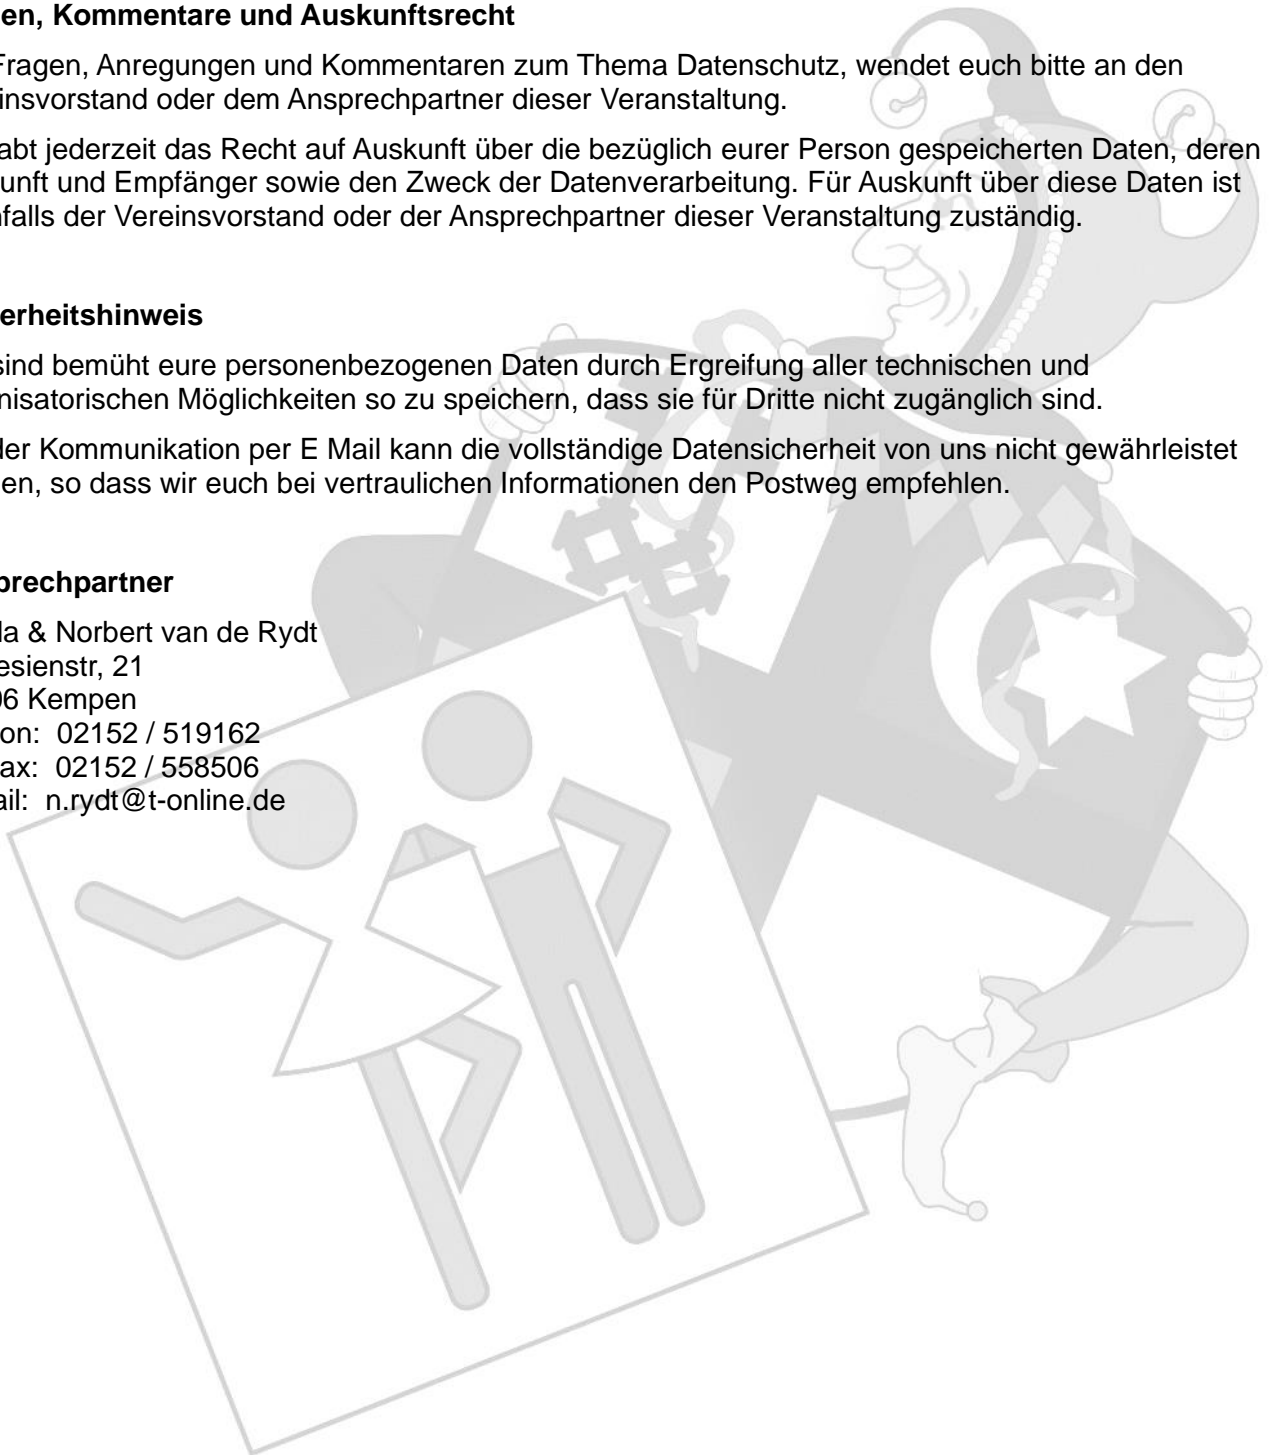 en, Kommentare und Auskunftsrecht
Fragen, Anregungen und Kommentaren zum Thema Datenschutz, wendet euch bitte an den
insvorstand oder dem Ansprechpartner dieser Veranstaltung.
abt jederzeit das Recht auf Auskunft über die bezüglich eurer Person gespeicherten Daten, deren
unft und Empfänger sowie den Zweck der Datenverarbeitung. Für Auskunft über diese Daten ist
nfalls der Vereinsvorstand oder der Ansprechpartner dieser Veranstaltung zuständig.
erheitshinweis
sind bemüht eure personenbezogenen Daten durch Ergreifung aller technischen und
nisatorischen Möglichkeiten so zu speichern, dass sie für Dritte nicht zugänglich sind.
der Kommunikation per E Mail kann die vollständige Datensicherheit von uns nicht gewährleistet
en, so dass wir euch bei vertraulichen Informationen den Postweg empfehlen.
prechpartner
la & Norbert van de Rydt
esienstr, 21
06 Kempen
on: 02152 / 519162
ax: 02152 / 558506
ail: n.rydt@t-online.de